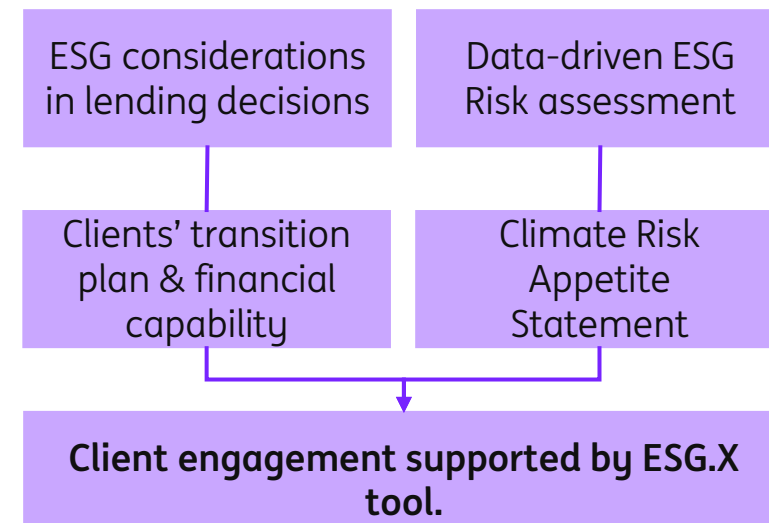 ESG considerations
in lending decisions
Data-driven ESG
Risk assessment
Clients’ transition
plan & financial
capability
Climate Risk
Appetite
Statement
Client engagement supported by ESG.X
tool.